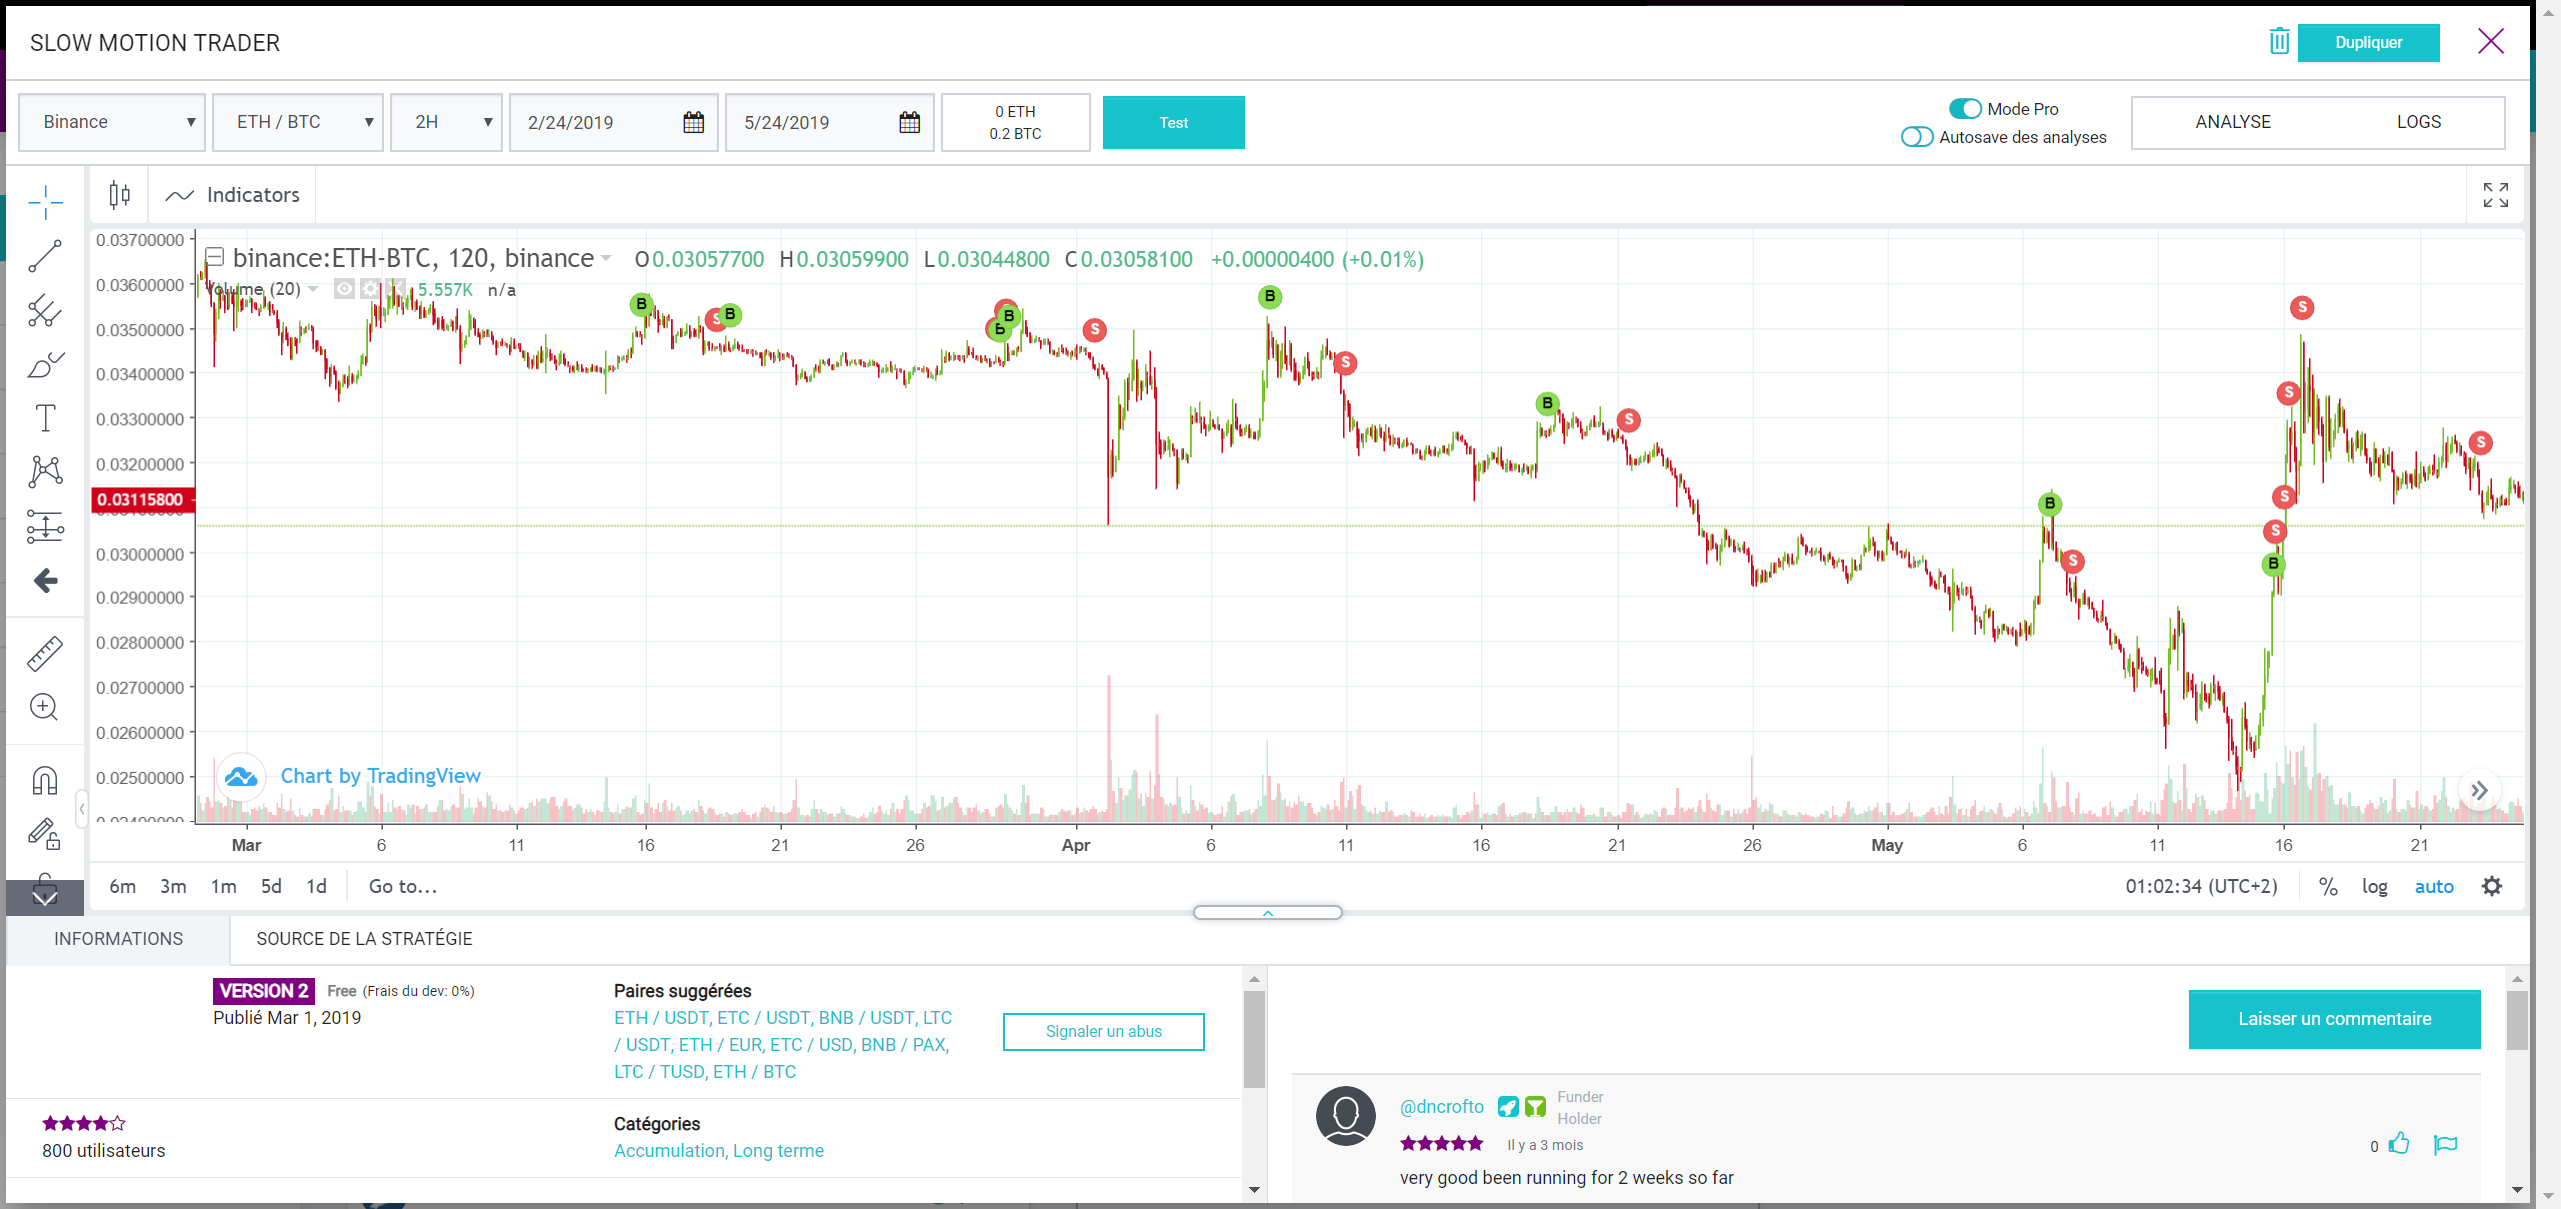 SLOW MOTION TRADER
Dupliquer
Binance ETH / BTC 2H 2/24/2019 5/24/2019
0 ETH
0.2 BTC
Test
Mode Pro
Autosave des analyses
ANALYSE LOGS
Indicators
binance:ETH-BTC, 120, binance O 0.03057700 H 0.03059900 L 0.03044800 C 0.03058100 +0.00000400 (+0.01%)
Volume (20) 5.557K n/a
0.03700000
0.03600000
0.03500000
0.03400000
0.03300000
0.03200000
0.03115800
0.03000000
0.02900000
0.02800000
0.02700000
0.02600000
0.02500000
0.02400000
B S B S B B S B S B S B S B S S S S S
Chart by TradingView
Mar 6 11 16 21 26 Apr 6 11 16 21 26 May 6 11 16 21
6m 3m 1m 5d 1d Go to...
01:02:34 (UTC+2) % log auto
INFORMATIONS SOURCE DE LA STRATÉGIE
VERSION 2 Free (Frais du dev: 0%)
Publié Mar 1, 2019
Paires suggérées
ETH / USDT, ETC / USDT, BNB / USDT, LTC
/ USDT, ETH / EUR, ETC / USD, BNB / PAX,
LTC / TUSD, ETH / BTC
Signaler un abus
800 utilisateurs
Catégories
Accumulation, Long terme
Laisser un commentaire
@dncrofto
Funder
Holder
Il y a 3 mois
0
very good been running for 2 weeks so far